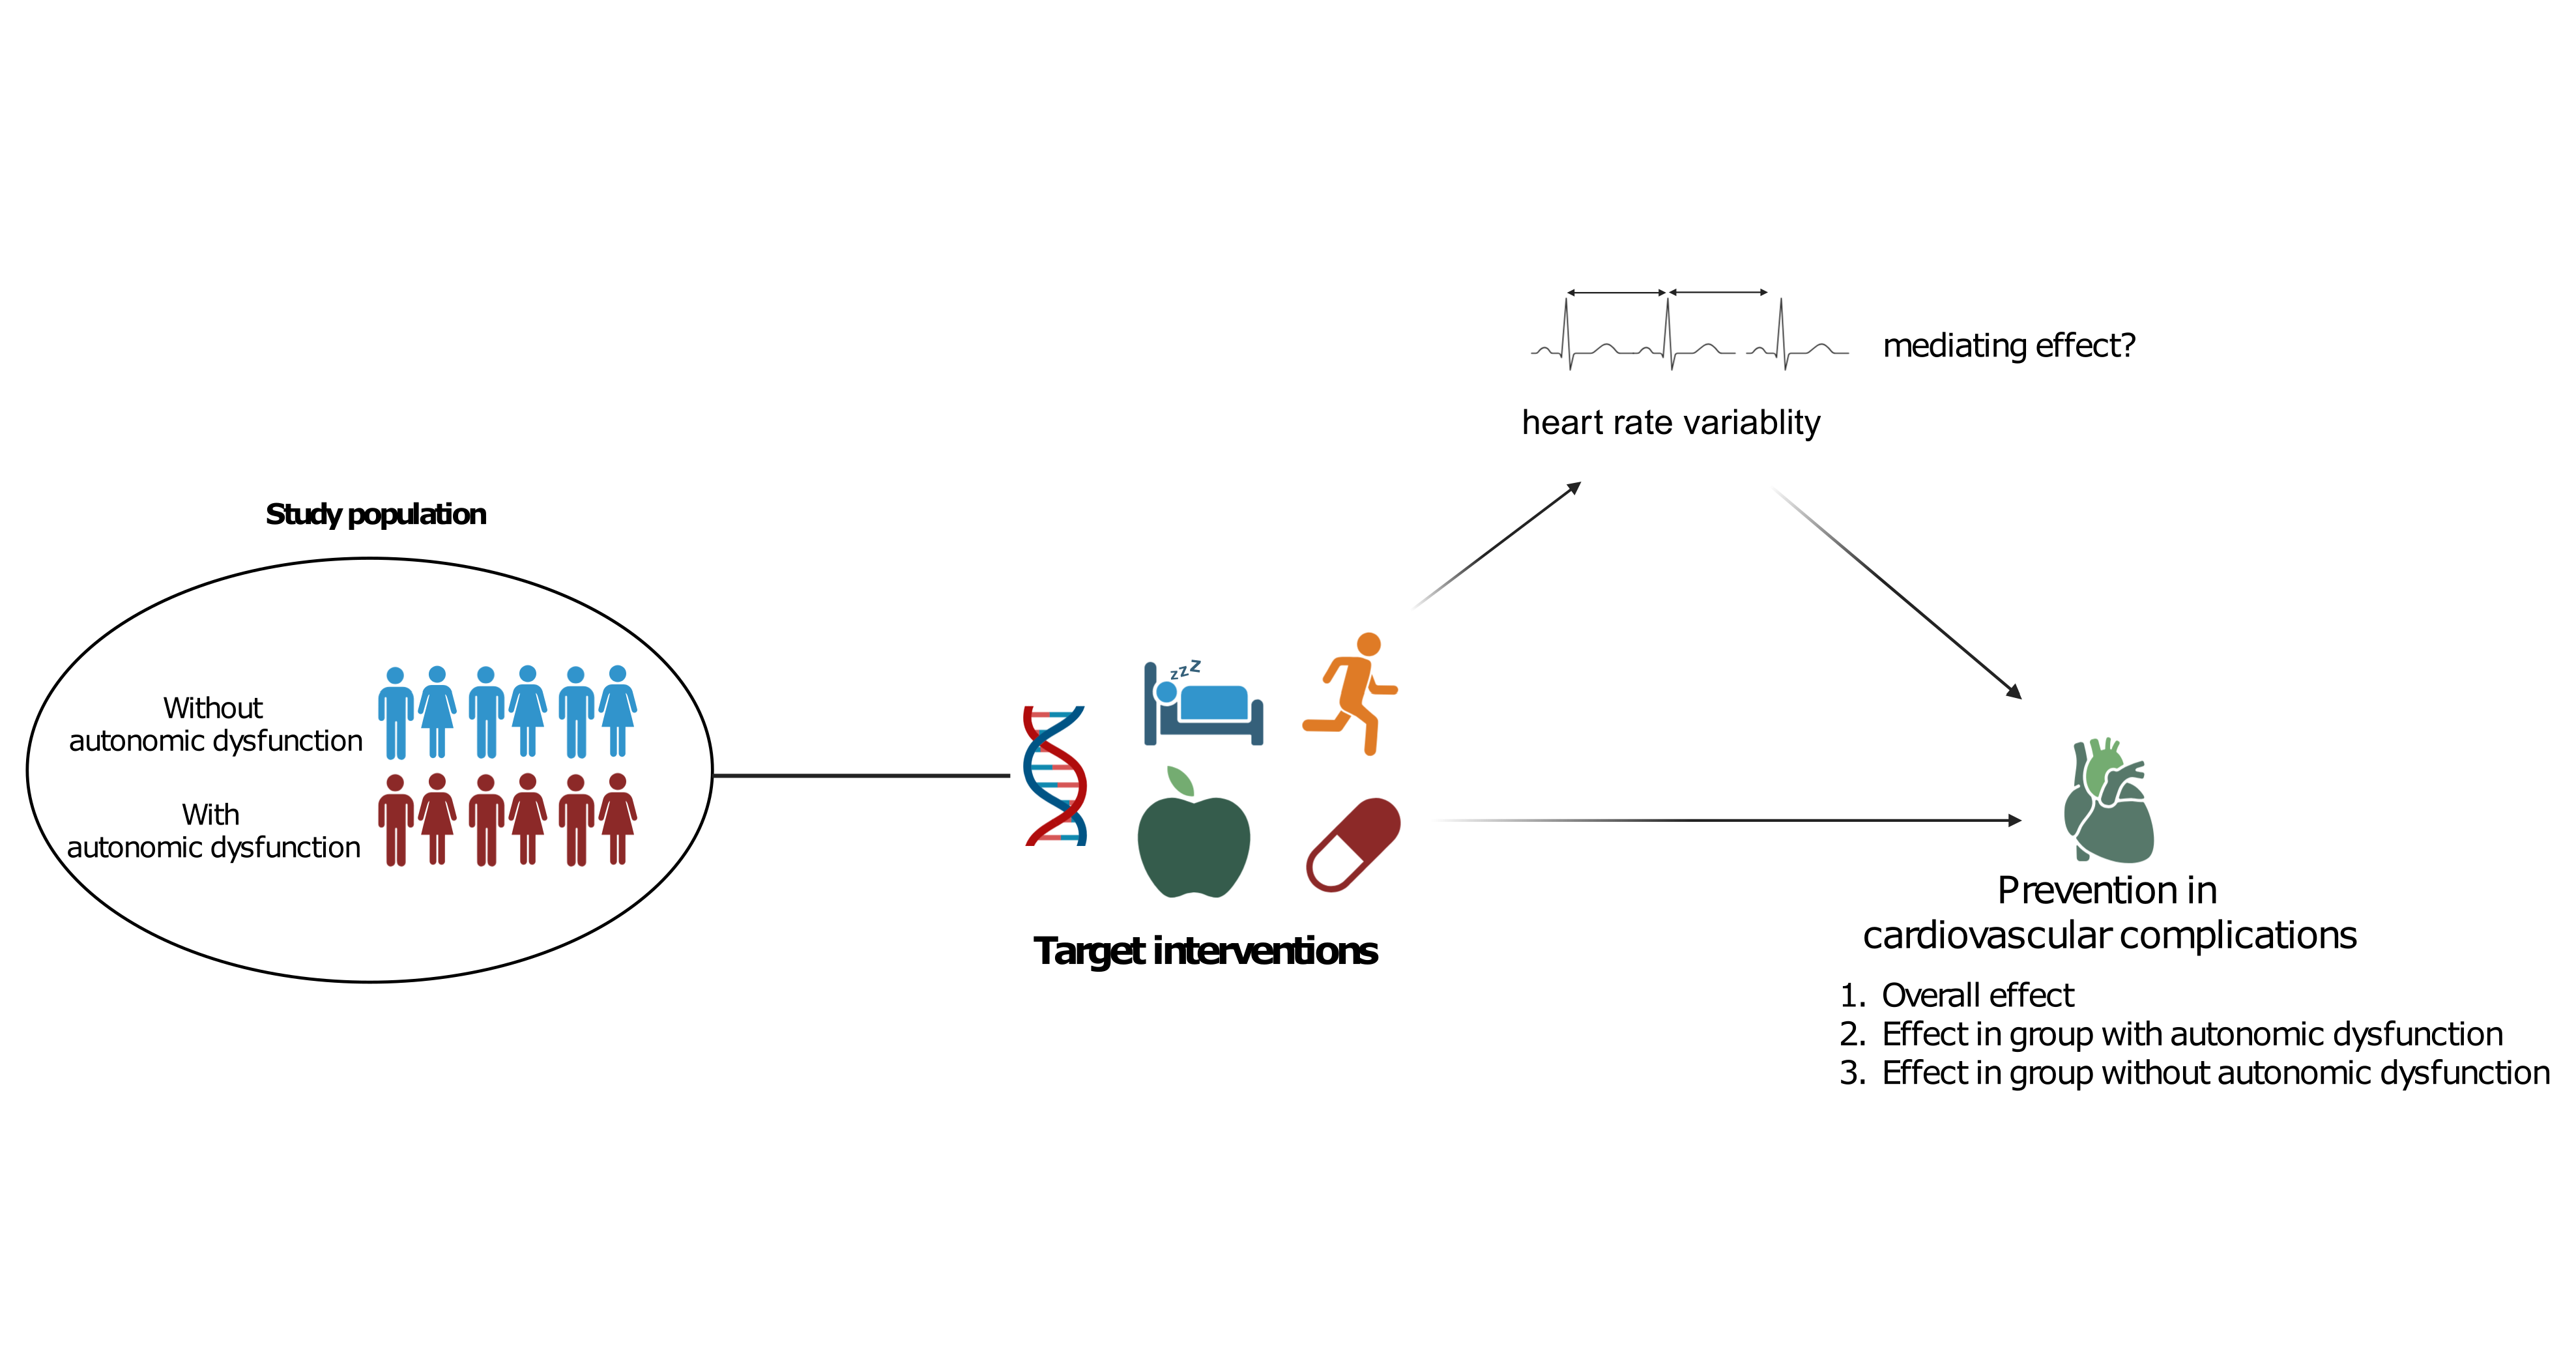 mediating effect?
heart rate variablity
Study population
Without
autonomic dysfunction
With
autonomic dysfunction
zzz
Target interventions
Prevention in
cardiovascular complications
1. Overall effect
2. Effect in group with autonomic dysfunction
3. Effect in group without autonomic dysfunction